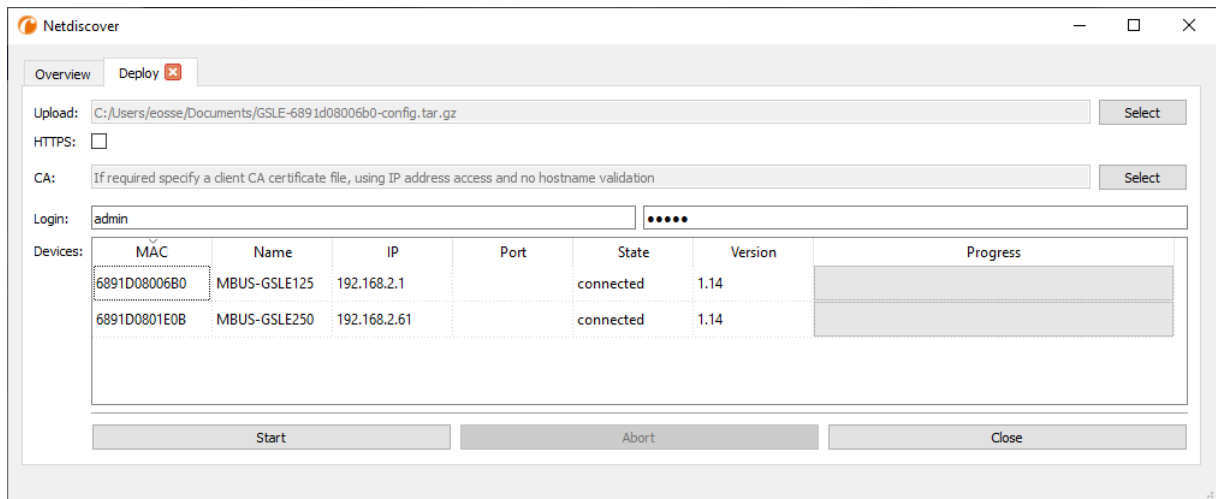 Netdiscover
Overview Deploy
Upload: C:/Users/eosse/Documents/GSLE-6891d08006b0-config.tar.gz Select
HTTPS:
CA: If required specify a client CA certificate file, using IP address access and no hostname validation Select
Login: admin •••••
Devices: MAC Name IP Port State Version Progress
6891D08006B0 MBUS-GSLE125 192.168.2.1 connected 1.14
6891D0801E0B MBUS-GSLE250 192.168.2.61 connected 1.14
Start Abort Close